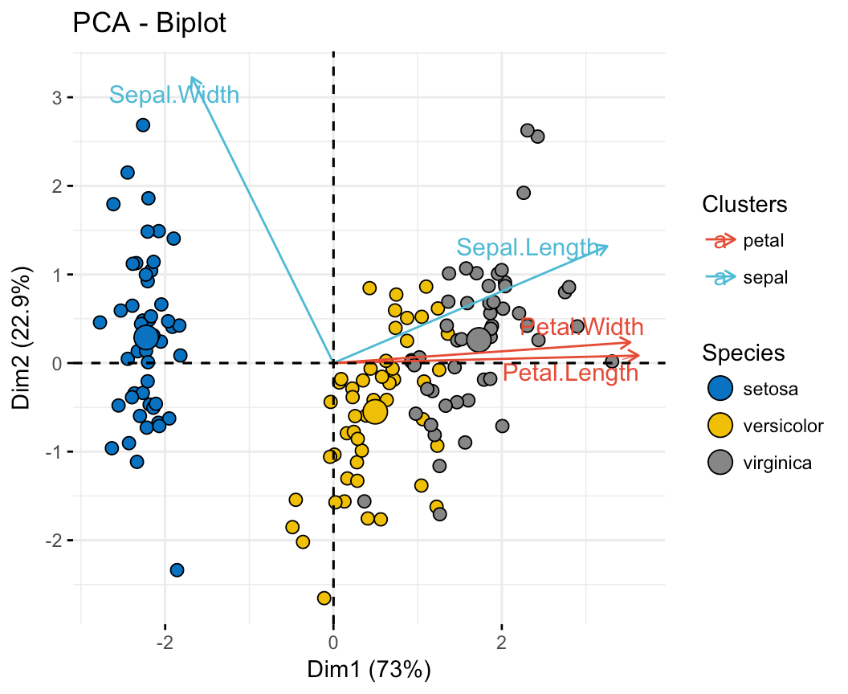 PCA - Biplot
Sepal.Width
Sepal.Length
Petal.Width
Petal.Length
3
2
1
0
-1
-2
-2
0
2
Dim1 (73%)
Dim2 (22.9%)
Clusters
a petal
a sepal
Species
setosa
versicolor
virginica